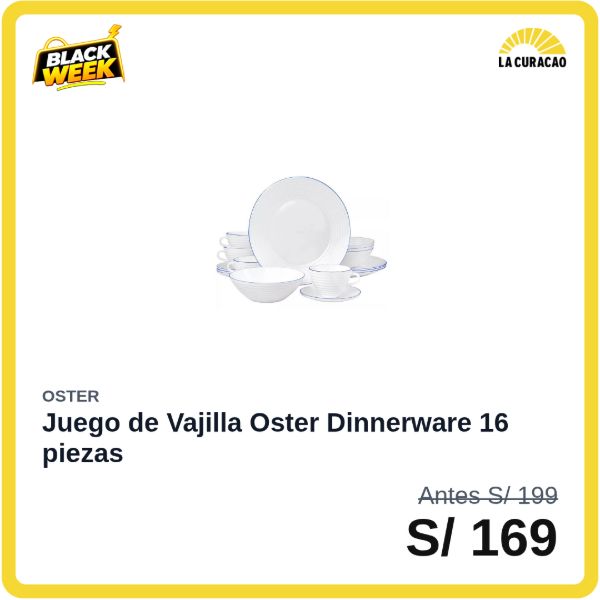 BLACK
WEEK
LA CURACAO
OSTER
Juego de Vajilla Oster Dinnerware 16
piezas
Antes S/ 199
S/ 169